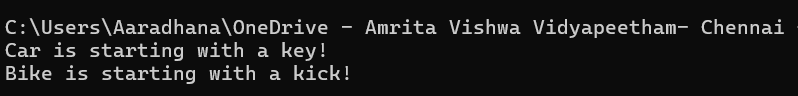 C:\Users\Aaradhana\OneDrive - Amrita Vishwa Vidyapeetham- Chennai
Car is starting with a key!
Bike is starting with a kick!